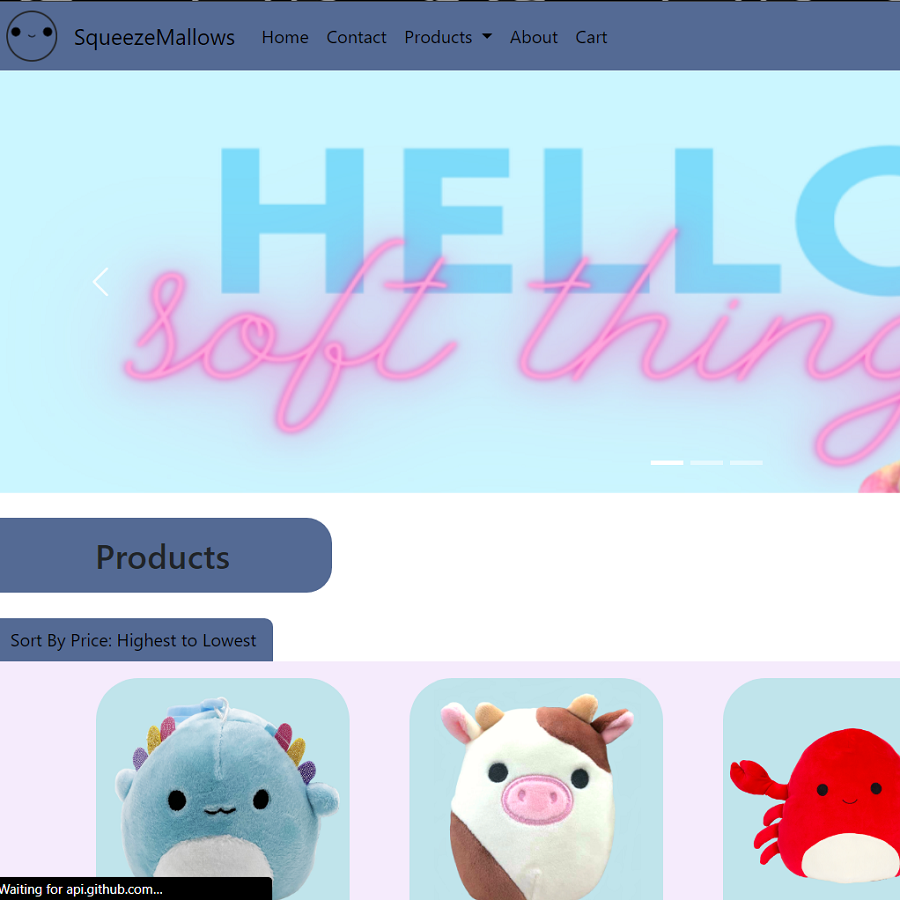 SqueezeMallows Home Contact Products About Cart
HELLO
soft thing
Products
Sort By Price: Highest to Lowest
Waiting for api.github.com...